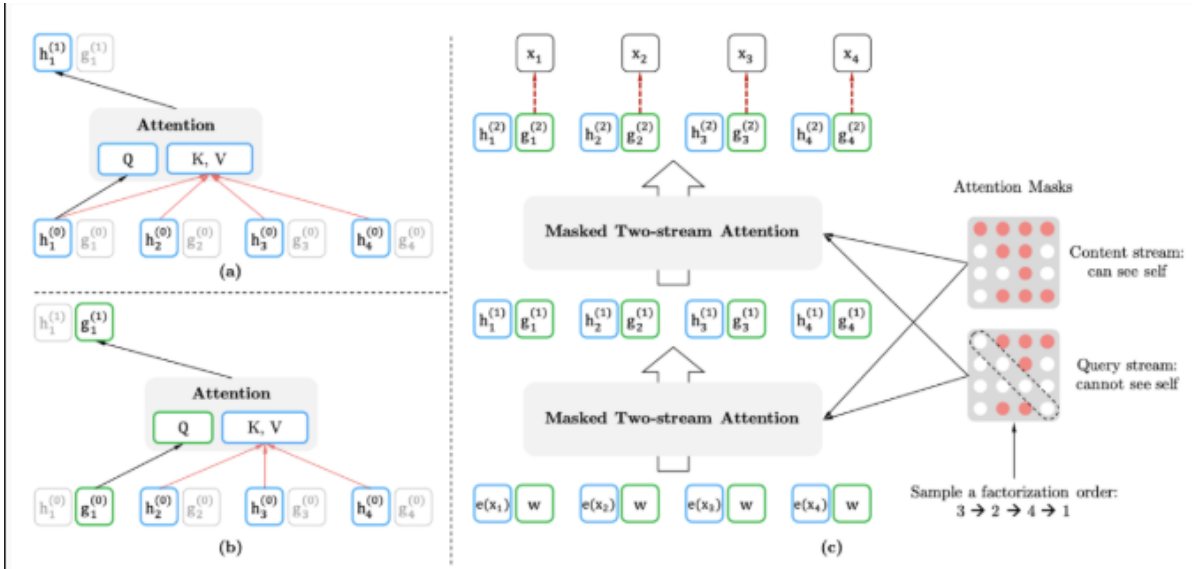 h₁⁽¹⁾ g₁⁽¹⁾
Attention
Q K, V
h₁⁽⁰⁾ g₁⁽⁰⁾ h₂⁽⁰⁾ g₂⁽⁰⁾ h₃⁽⁰⁾ g₃⁽⁰⁾ h₄⁽⁰⁾ g₄⁽⁰⁾
(a)
h₁⁽¹⁾ g₁⁽¹⁾
Attention
Q K, V
h₁⁽⁰⁾ g₁⁽⁰⁾ h₂⁽⁰⁾ g₂⁽⁰⁾ h₃⁽⁰⁾ g₃⁽⁰⁾ h₄⁽⁰⁾ g₄⁽⁰⁾
(b)
x₁ x₂ x₃ x₄
h₁⁽²⁾ g₁⁽²⁾ h₂⁽²⁾ g₂⁽²⁾ h₃⁽²⁾ g₃⁽²⁾ h₄⁽²⁾ g₄⁽²⁾
Masked Two-stream Attention
h₁⁽¹⁾ g₁⁽¹⁾ h₂⁽¹⁾ g₂⁽¹⁾ h₃⁽¹⁾ g₃⁽¹⁾ h₄⁽¹⁾ g₄⁽¹⁾
Masked Two-stream Attention
e(x₁) w e(x₂) w e(x₃) w e(x₄) w
(c)
Attention Masks
Content stream:
can see self
Query stream:
cannot see self
Sample a factorization order:
3 → 2 → 4 → 1